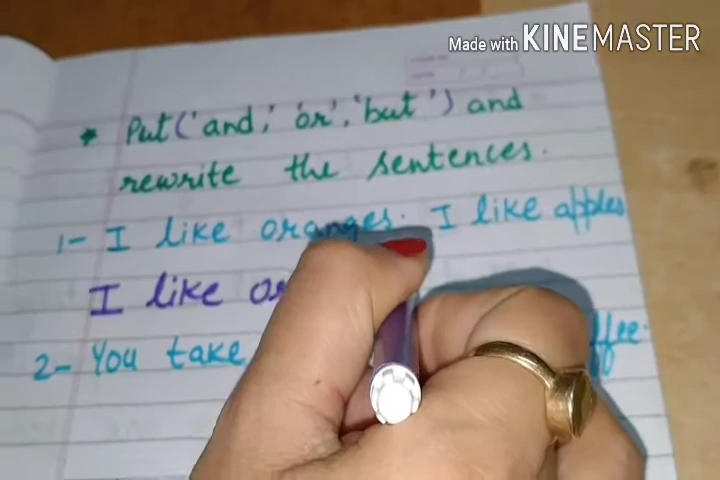 Made with KINEMASTER
* Put ('and', 'or', 'but') and
rewrite the sentences.
1- I like oranges. I like apples
I like
2- You take